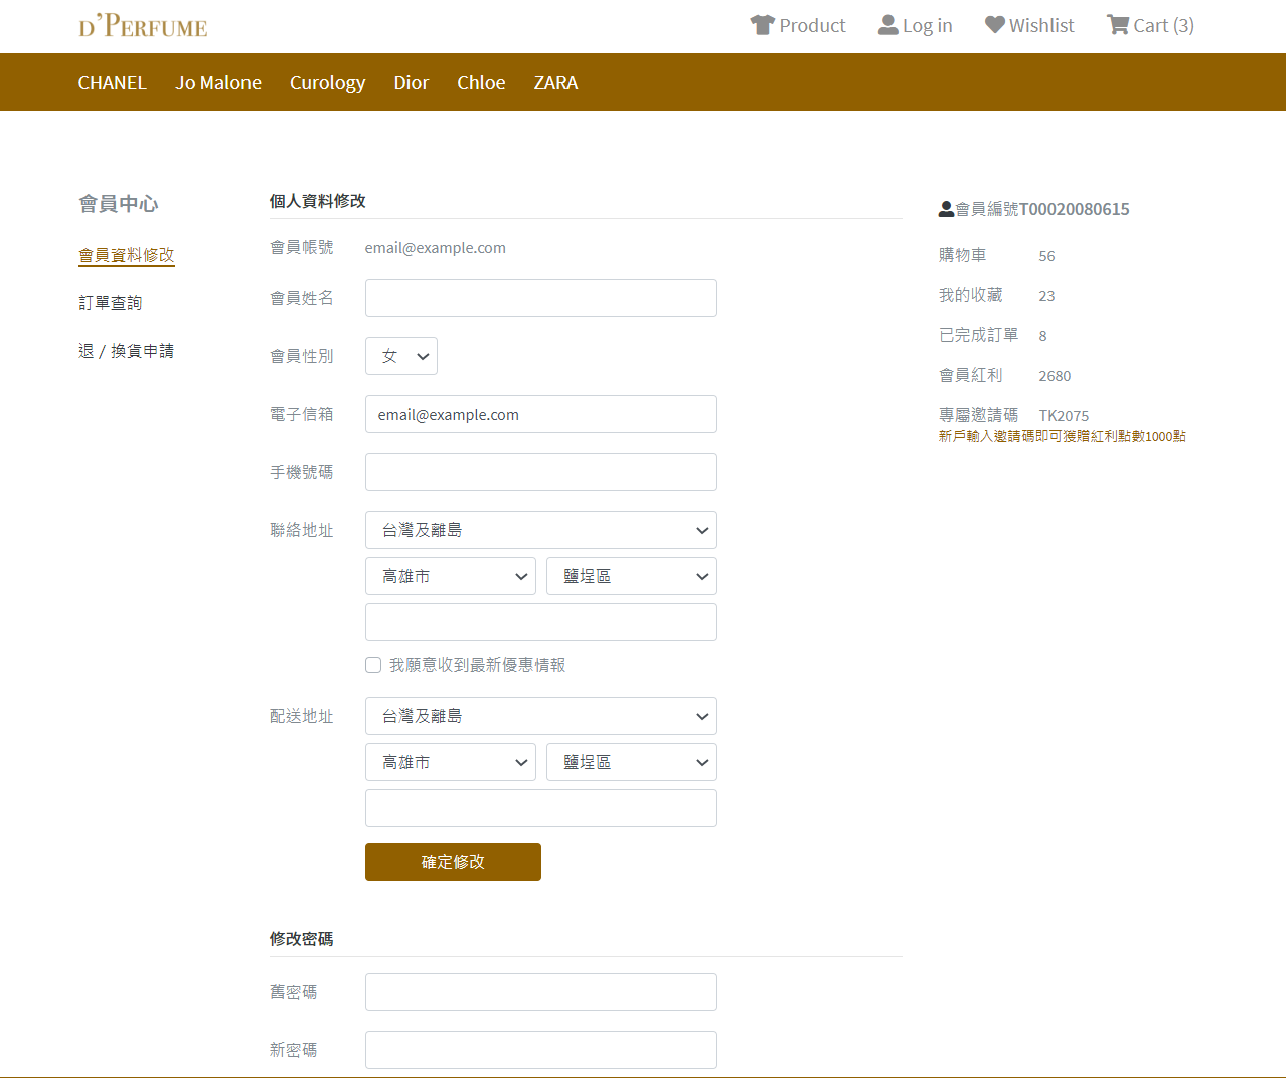 D'PERFUME
Product Log in Wishlist Cart (3)
CHANEL Jo Malone Curology Dior Chloe ZARA
會員中心
會員資料修改
訂單查詢
退 / 換貨申請
個人資料修改
會員帳號 email@example.com
會員姓名
會員性別 女
電子信箱 email@example.com
手機號碼
聯絡地址 台灣及離島
高雄市 鹽埕區
我願意收到最新優惠情報
配送地址 台灣及離島
高雄市 鹽埕區
確定修改
修改密碼
舊密碼
新密碼
會員編號T00020080615
購物車 56
我的收藏 23
已完成訂單 8
會員紅利 2680
專屬邀請碼 TK2075
新戶輸入邀請碼即可獲贈紅利點數1000點